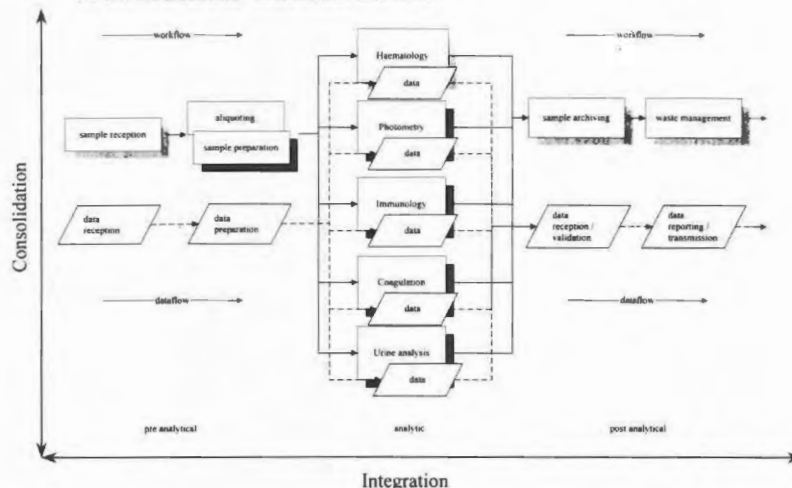 workflow
workflow
Haematology
data
aliquoting
sample reception
sample preparation
Photometry
data
sample archiving
waste management
Immunology
data
data
reception
data
preparation
data
reception /
validation
data
reporting /
transmission
Coagulation
data
dataflow
dataflow
Urine analysis
data
pre analytical
analytic
post analytical
Consolidation
Integration